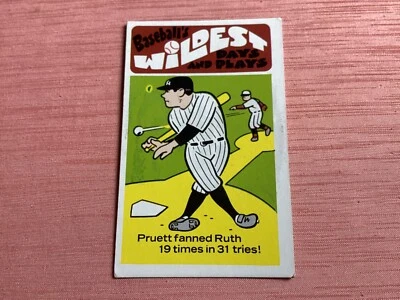 Baseball's
WiLDEST
DAYS
AND PLAYS
Pruett fanned Ruth
19 times in 31 tries!